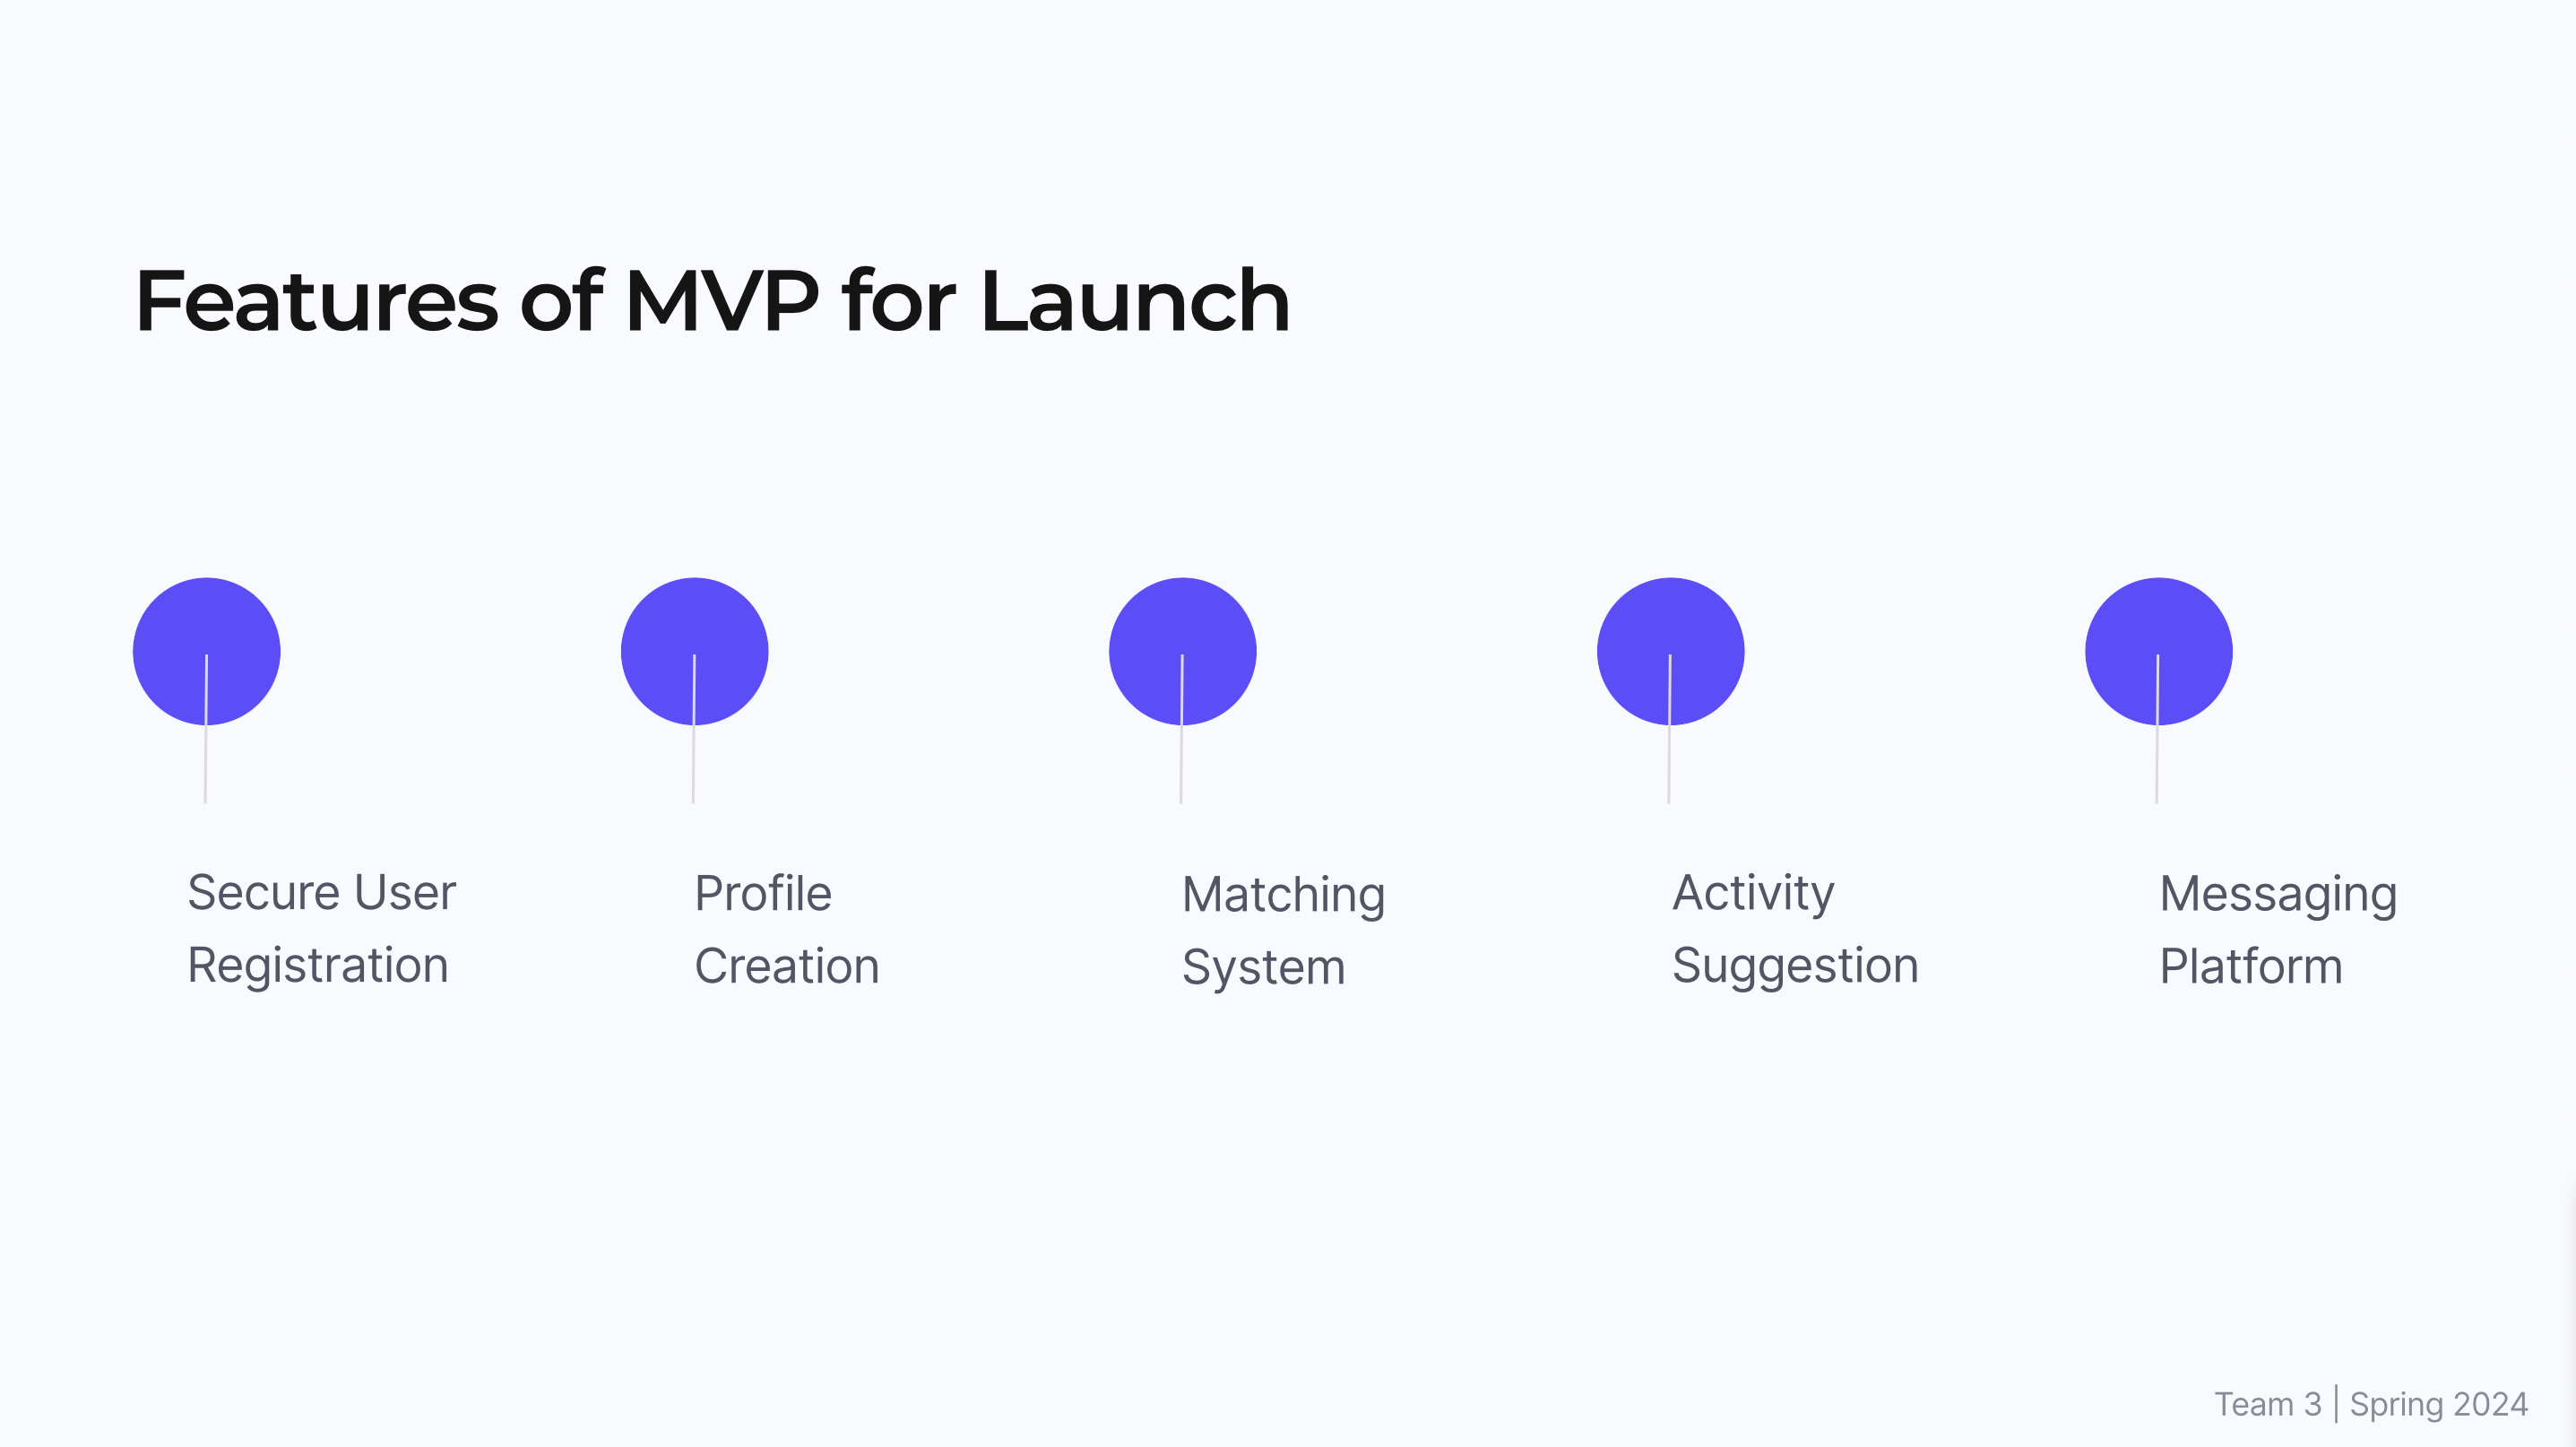 Features of MVP for Launch
Secure User
Registration
Profile
Creation
Matching
System
Activity
Suggestion
Messaging
Platform
Team 3 | Spring 2024